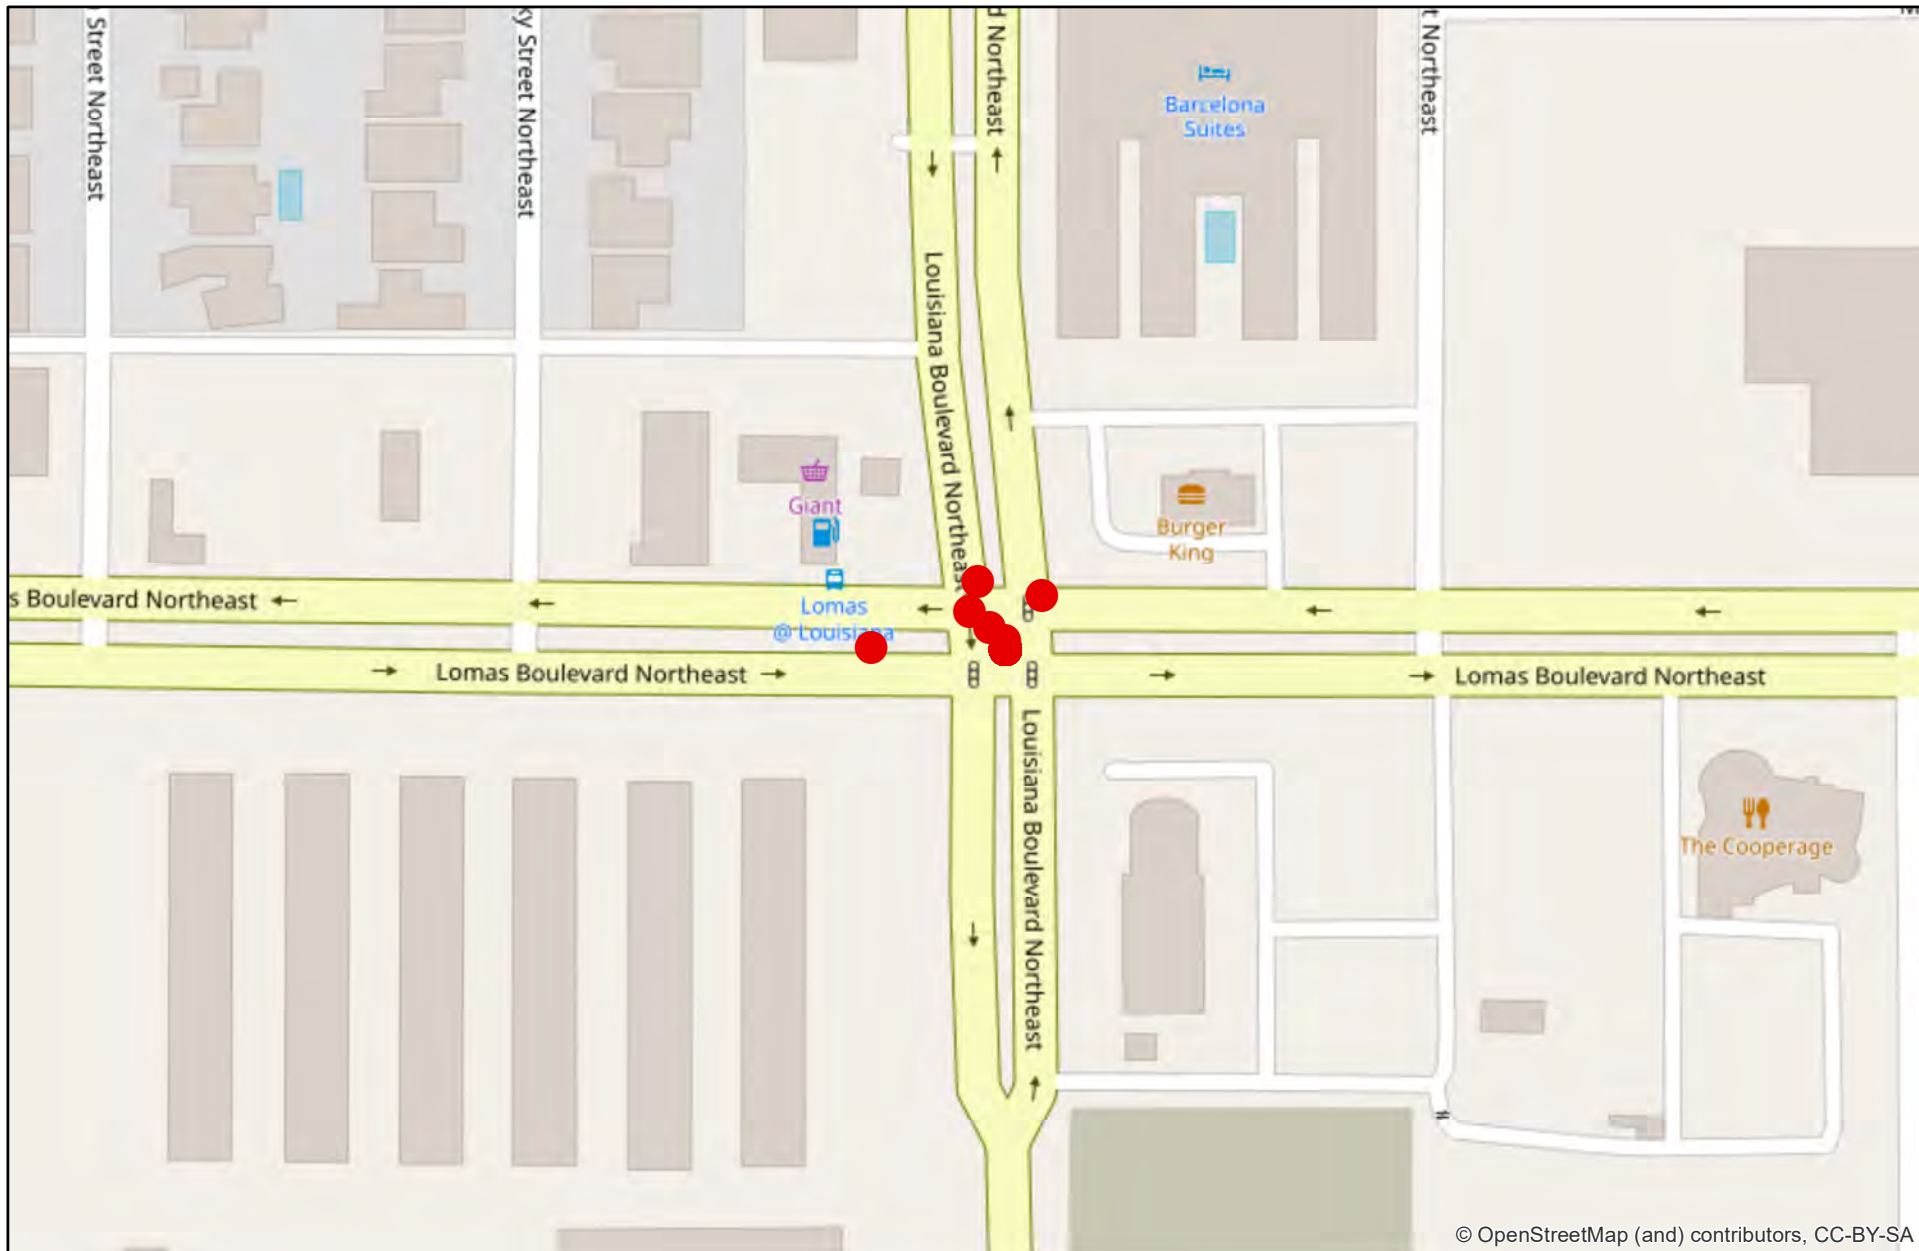 Street Northeast
ky Street Northeast
d Northeast
t Northeast
Barcelona
Suites
Louisiana Boulevard Northeast
Giant
Burger
King
s Boulevard Northeast
Lomas
@ Louisiana
Lomas Boulevard Northeast
Lomas Boulevard Northeast
Louisiana Boulevard Northeast
The Cooperage
© OpenStreetMap (and) contributors, CC-BY-SA